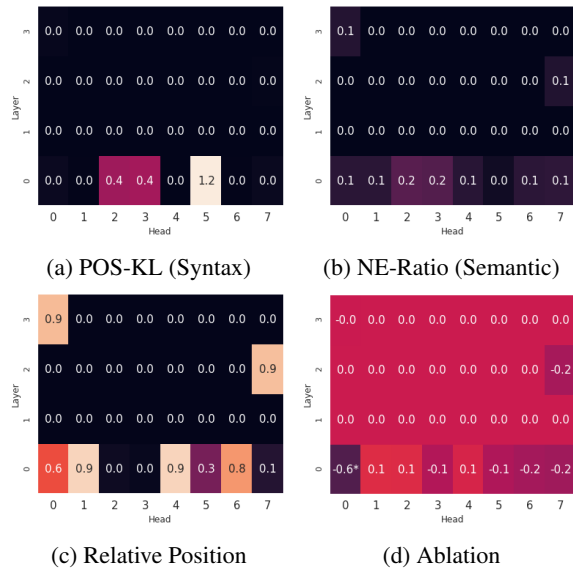 3 0.0 0.0 0.0 0.0 0.0 0.0 0.0 0.0
2 0.0 0.0 0.0 0.0 0.0 0.0 0.0 0.0
Layer
1 0.0 0.0 0.0 0.0 0.0 0.0 0.0 0.0
0 0.0 0.0 0.4 0.4 0.0 1.2 0.0 0.0
0 1 2 3 4 5 6 7
Head
(a) POS-KL (Syntax)
3 0.1 0.0 0.0 0.0 0.0 0.0 0.0 0.0
2 0.0 0.0 0.0 0.0 0.0 0.0 0.0 0.1
Layer
1 0.0 0.0 0.0 0.0 0.0 0.0 0.0 0.0
0 0.1 0.1 0.2 0.2 0.1 0.0 0.1 0.1
0 1 2 3 4 5 6 7
Head
(b) NE-Ratio (Semantic)
3 0.9 0.0 0.0 0.0 0.0 0.0 0.0 0.0
2 0.0 0.0 0.0 0.0 0.0 0.0 0.0 0.9
Layer
1 0.0 0.0 0.0 0.0 0.0 0.0 0.0 0.0
0 0.6 0.9 0.0 0.0 0.9 0.3 0.8 0.1
0 1 2 3 4 5 6 7
Head
(c) Relative Position
3 -0.0 0.0 0.0 0.0 0.0 0.0 0.0 0.0
2 0.0 0.0 0.0 0.0 0.0 0.0 0.0 -0.2
Layer
1 0.0 0.0 0.0 0.0 0.0 0.0 0.0 0.0
0 -0.6* 0.1 0.1 -0.1 0.1 -0.1 -0.2 -0.2
0 1 2 3 4 5 6 7
Head
(d) Ablation